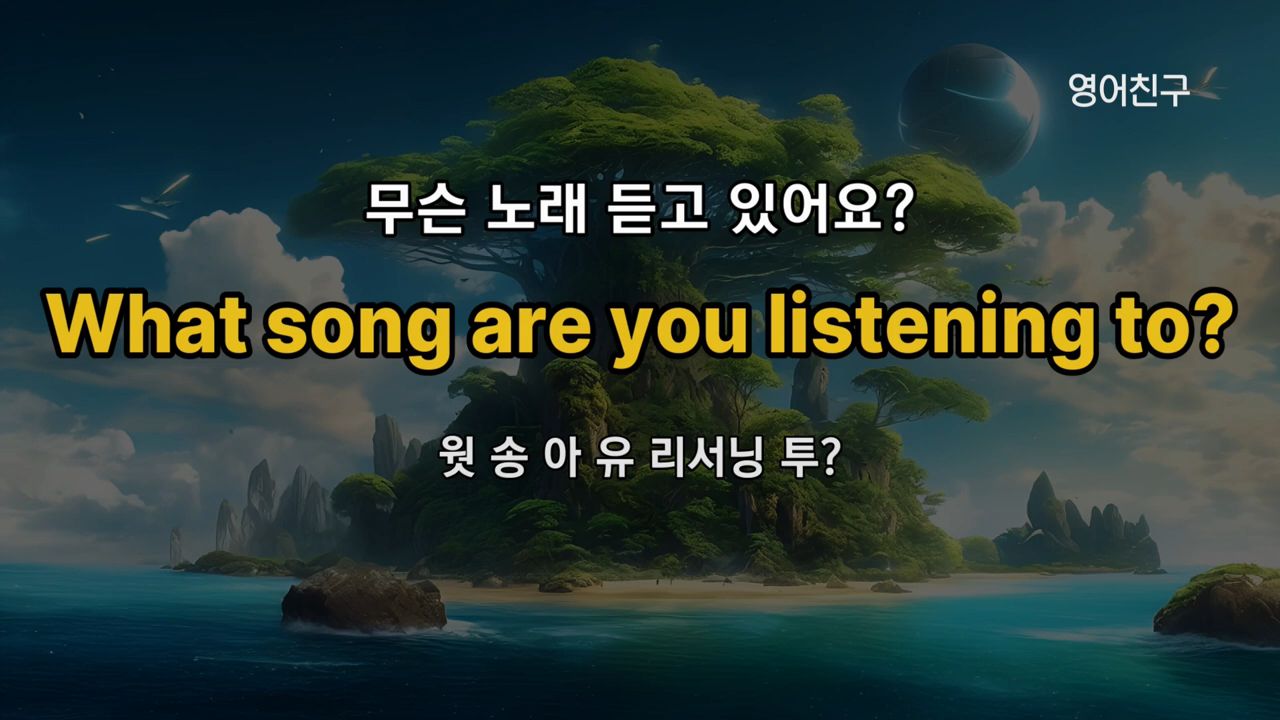 영어친구
무슨 노래 듣고 있어요?
What song are you listening to?
웟 송 아 유 리서닝 투?